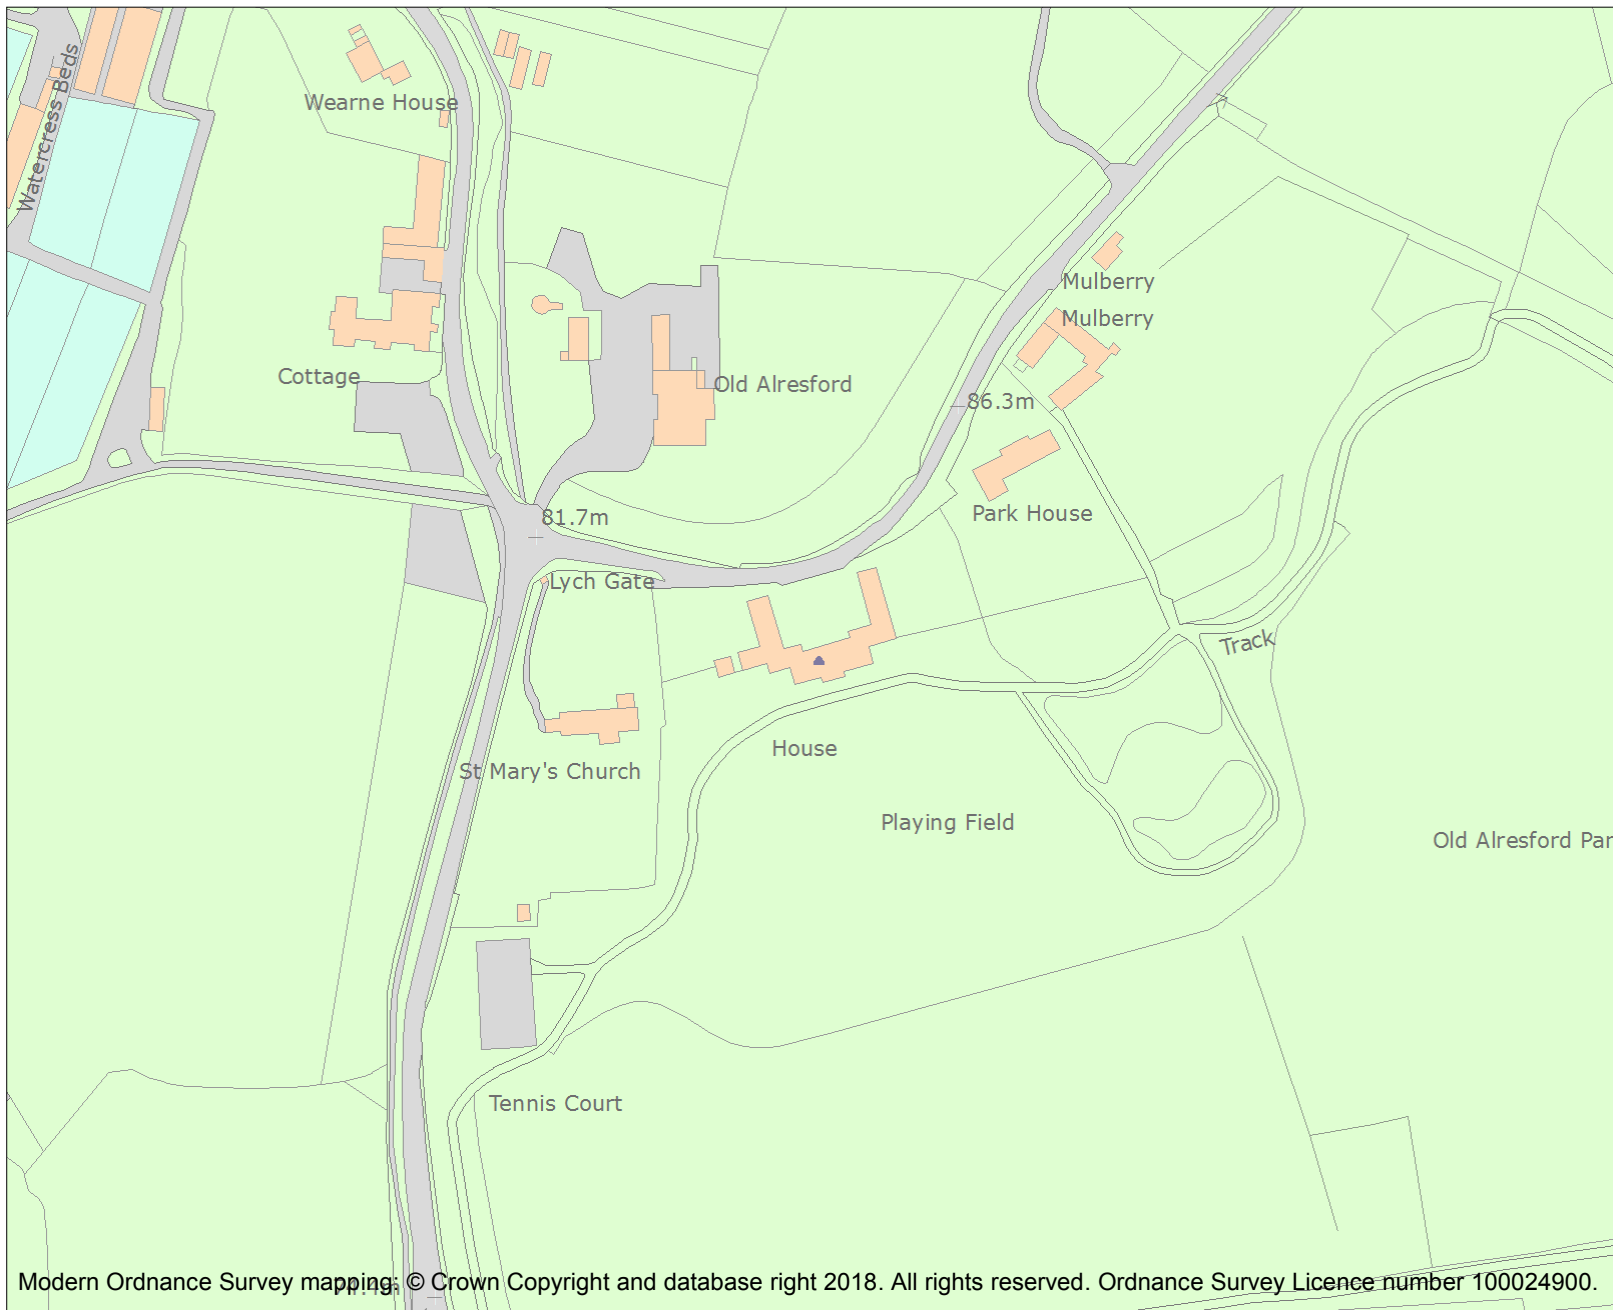 Watercress Beds
Wearne House
Mulberry
Mulberry
Cottage
Old Alresford
86.3m
81.7m
Park House
Lych Gate
Track
House
St Mary's Church
Playing Field
Old Alresford Par
Tennis Court
Modern Ordnance Survey mapping: © Crown Copyright and database right 2018. All rights reserved. Ordnance Survey Licence number 100024900.